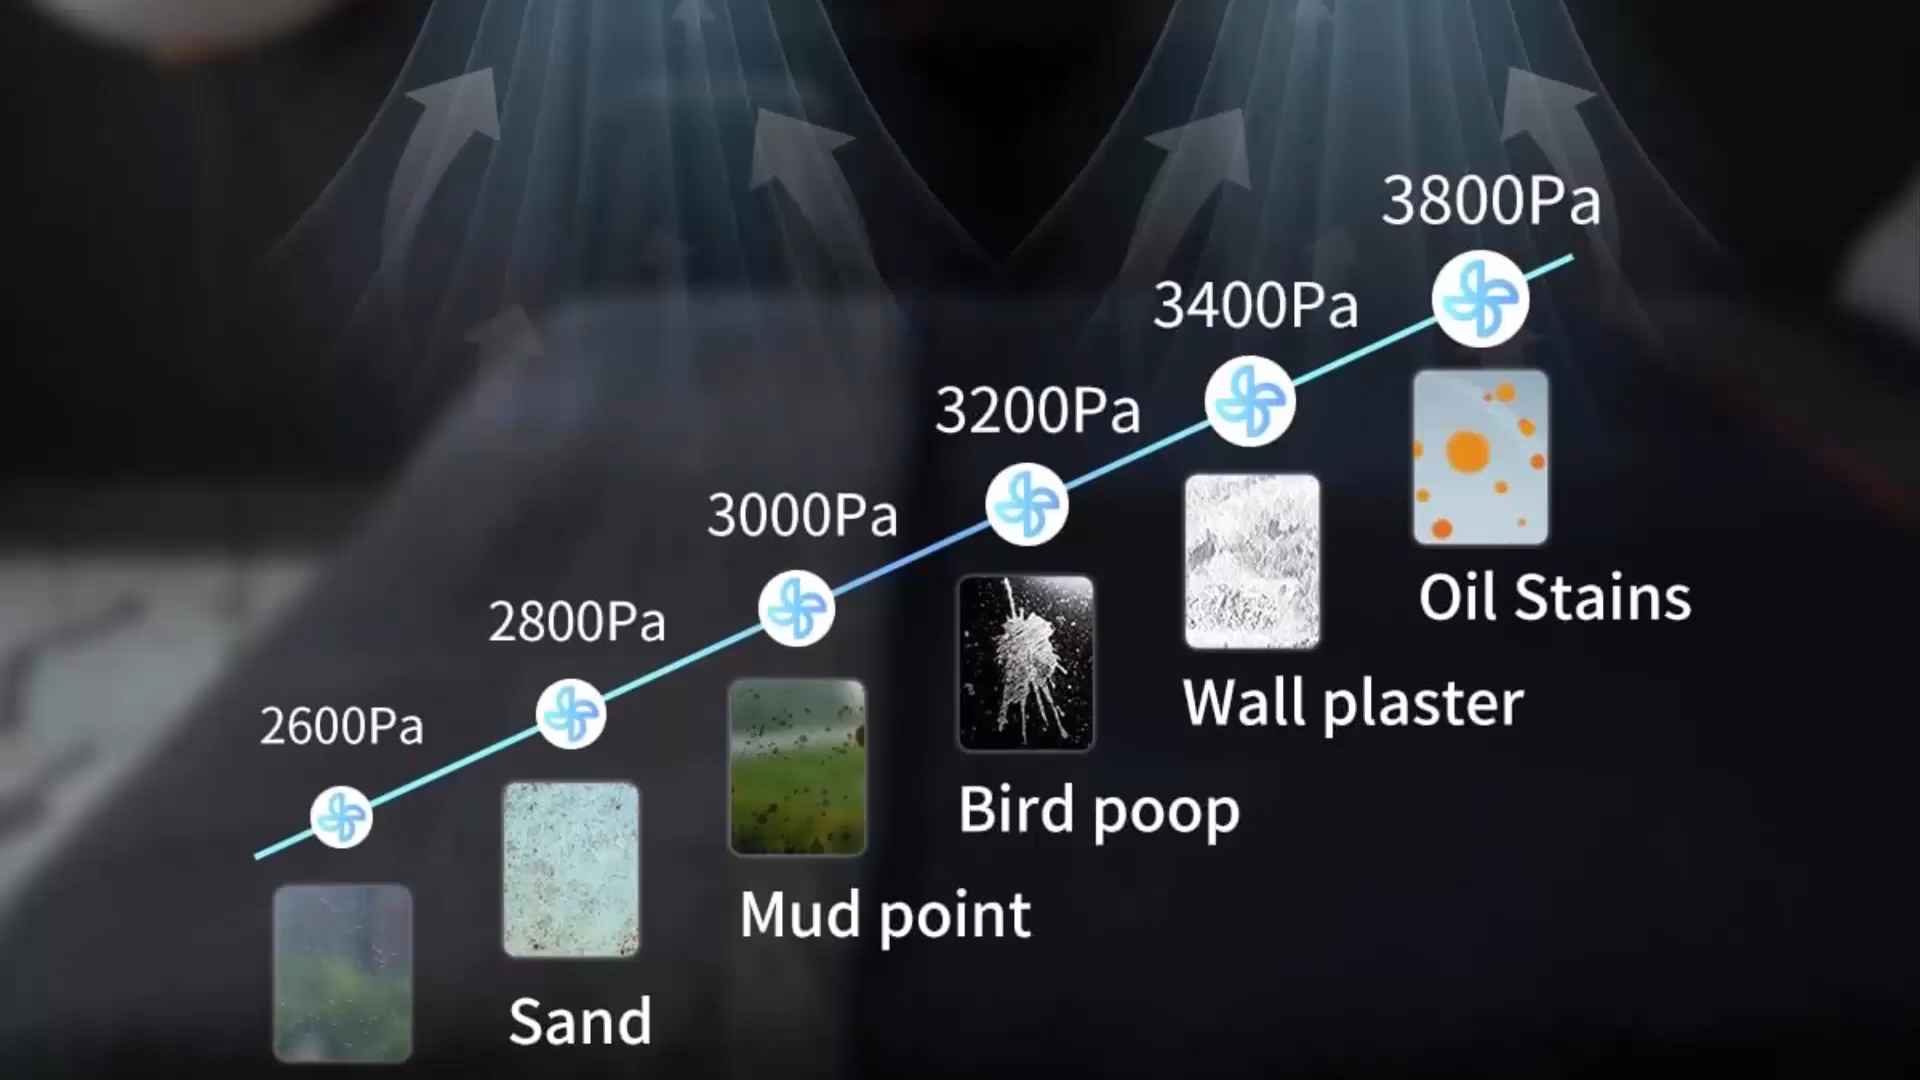 3800Pa
3400Pa
3200Pa
3000Pa
2800Pa
2600Pa
Oil Stains
Wall plaster
Bird poop
Mud point
Sand